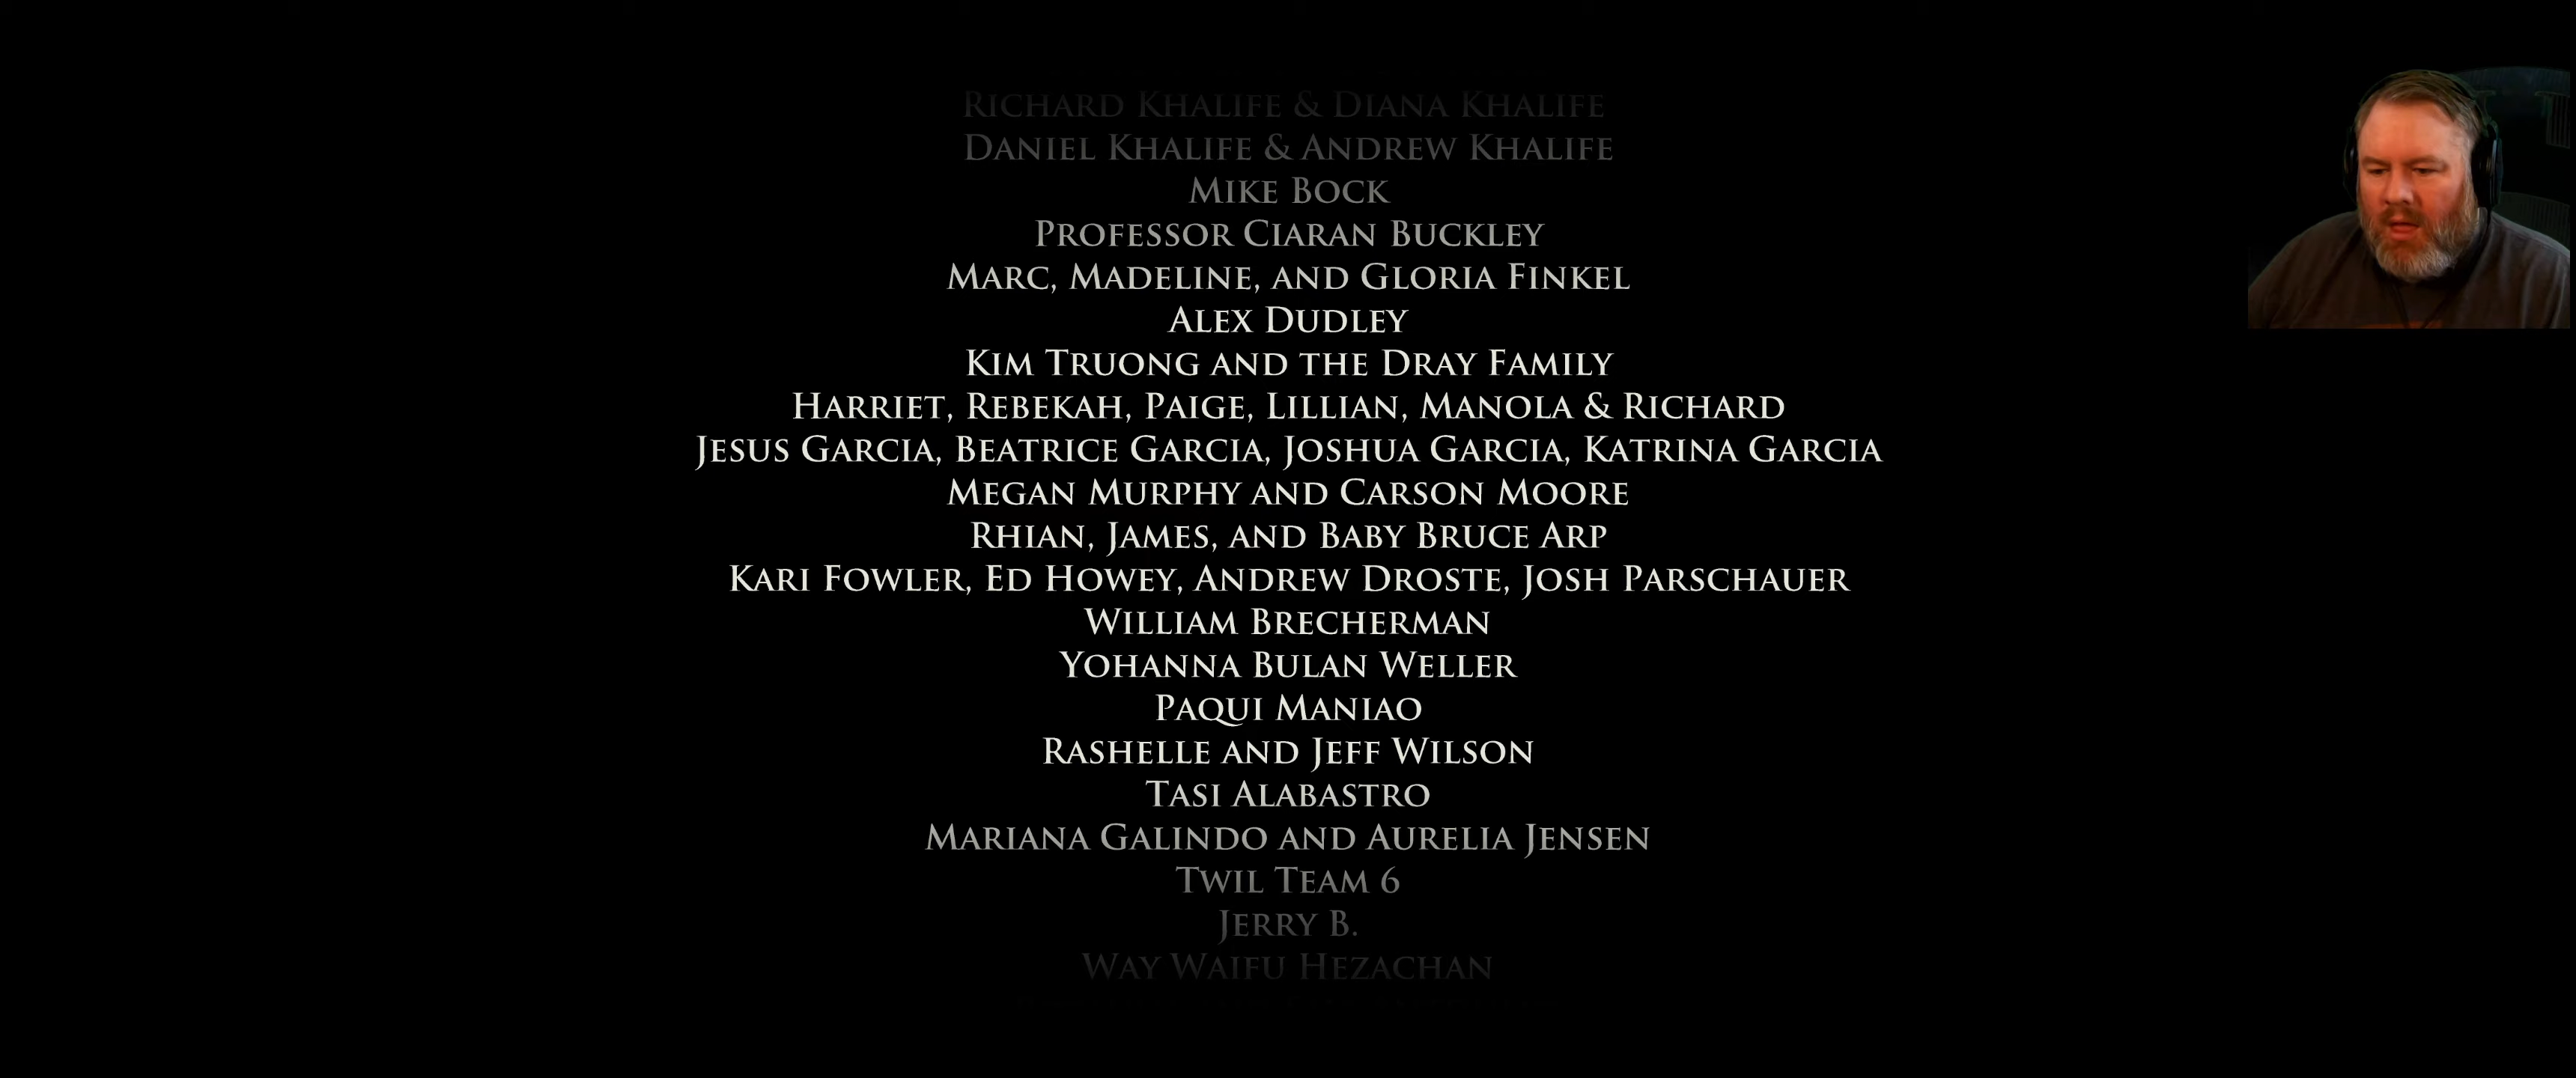 Richard Khalife & Diana Khalife
Daniel Khalife & Andrew Khalife
Mike Bock
Professor Ciaran Buckley
Marc, Madeline, and Gloria Finkel
Alex Dudley
Kim Truong and the Dray Family
Harriet, Rebekah, Paige, Lillian, Manola & Richard
Jesus Garcia, Beatrice Garcia, Joshua Garcia, Katrina Garcia
Megan Murphy and Carson Moore
Rhian, James, and Baby Bruce Arp
Kari Fowler, Ed Howey, Andrew Droste, Josh Parschauer
William Brecherman
Yohanna Bulan Weller
Paqui Maniao
Rashelle and Jeff Wilson
Tasi Alabastro
Mariana Galindo and Aurelia Jensen
Twil Team 6
Jerry B.
Way Waifu Hezachan